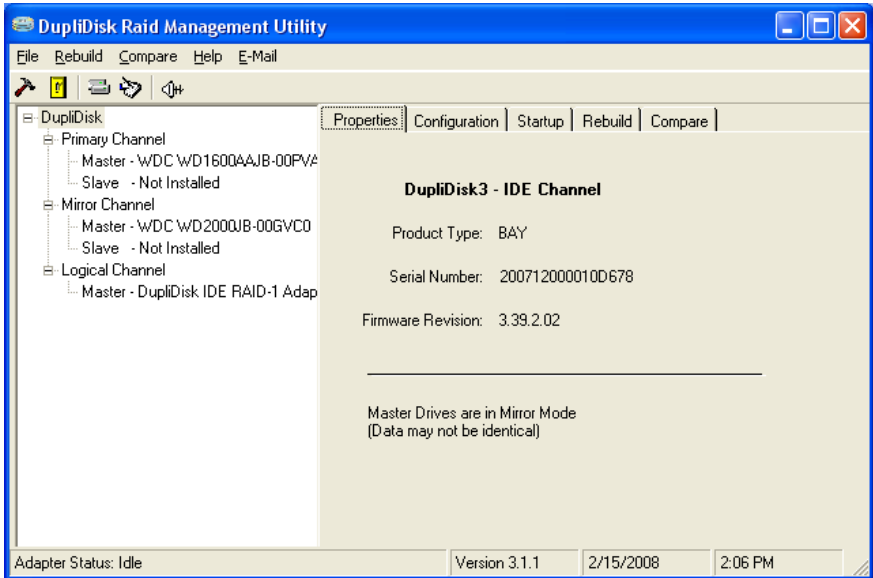 DupliDisk Raid Management Utility
File Rebuild Compare Help E-Mail
DupliDisk
Primary Channel
Master - WDC WD1600AAJB-00PVA
Slave - Not Installed
Mirror Channel
Master - WDC WD2000JB-00GVC0
Slave - Not Installed
Logical Channel
Master - DupliDisk IDE RAID-1 Adap
Properties Configuration Startup Rebuild Compare
DupliDisk3 - IDE Channel
Product Type: BAY
Serial Number: 200712000010D678
Firmware Revision: 3.39.2.02
Master Drives are in Mirror Mode
(Data may not be identical)
Adapter Status: Idle Version 3.1.1 2/15/2008 2:06 PM